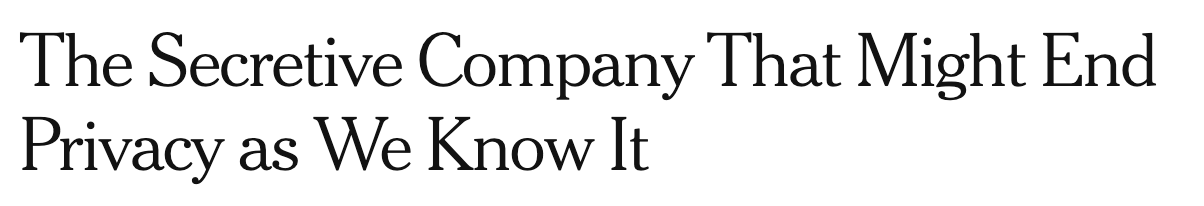 The Secretive Company That Might End
Privacy as We Know It